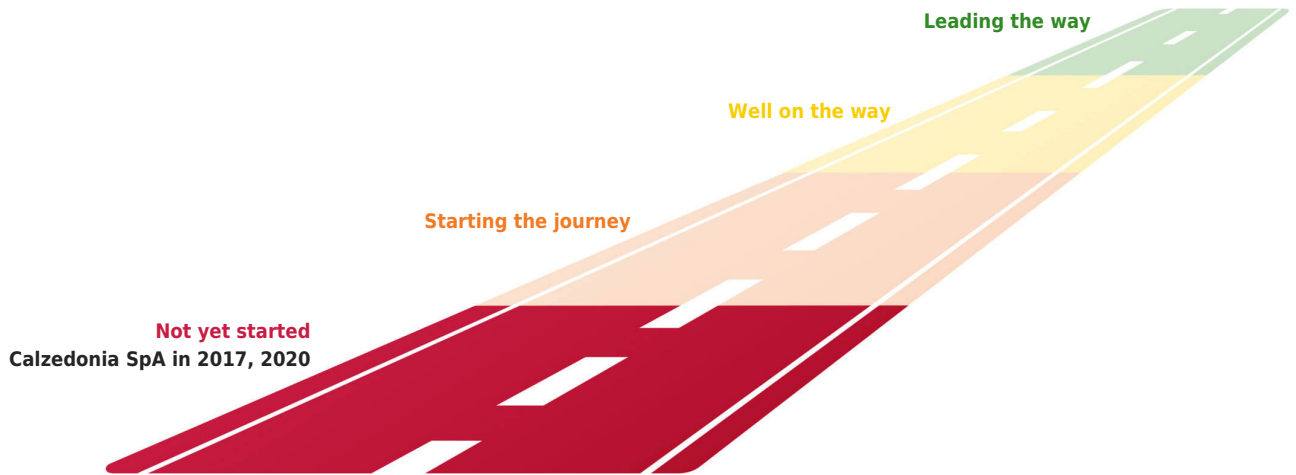 Leading the way
Well on the way
Starting the journey
Not yet started
Calzedonia SpA in 2017, 2020